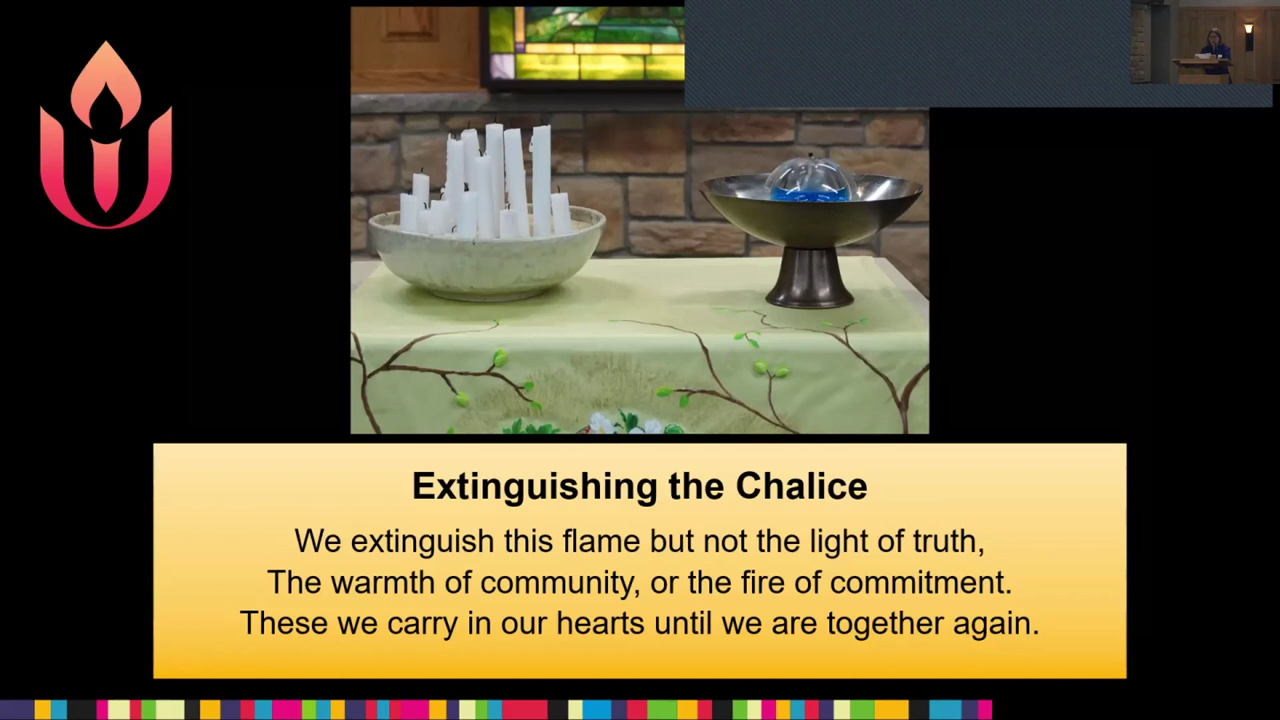 Extinguishing the Chalice
We extinguish this flame but not the light of truth,
The warmth of community, or the fire of commitment.
These we carry in our hearts until we are together again.